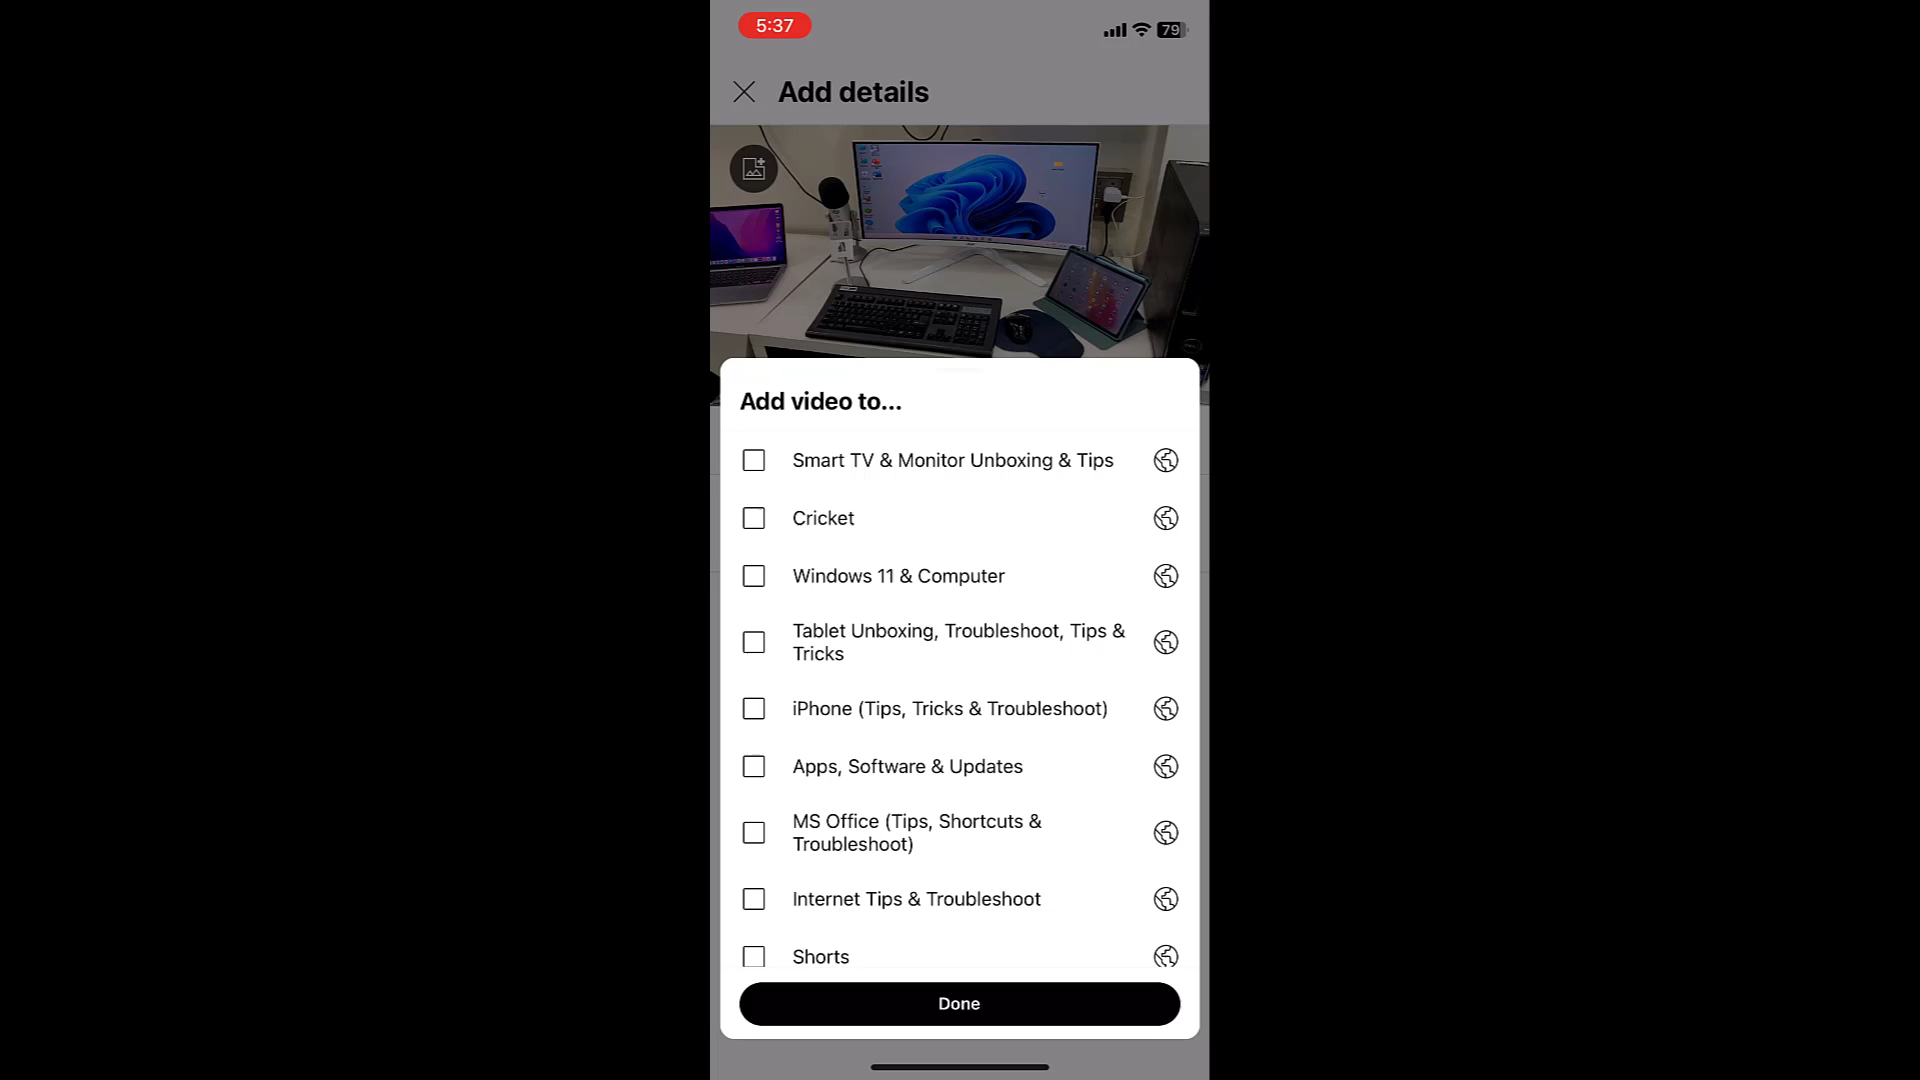 5:37
79
Add details
Add video to...
Smart TV & Monitor Unboxing & Tips
Cricket
Windows 11 & Computer
Tablet Unboxing, Troubleshoot, Tips &
Tricks
iPhone (Tips, Tricks & Troubleshoot)
Apps, Software & Updates
MS Office (Tips, Shortcuts &
Troubleshoot)
Internet Tips & Troubleshoot
Shorts
Done